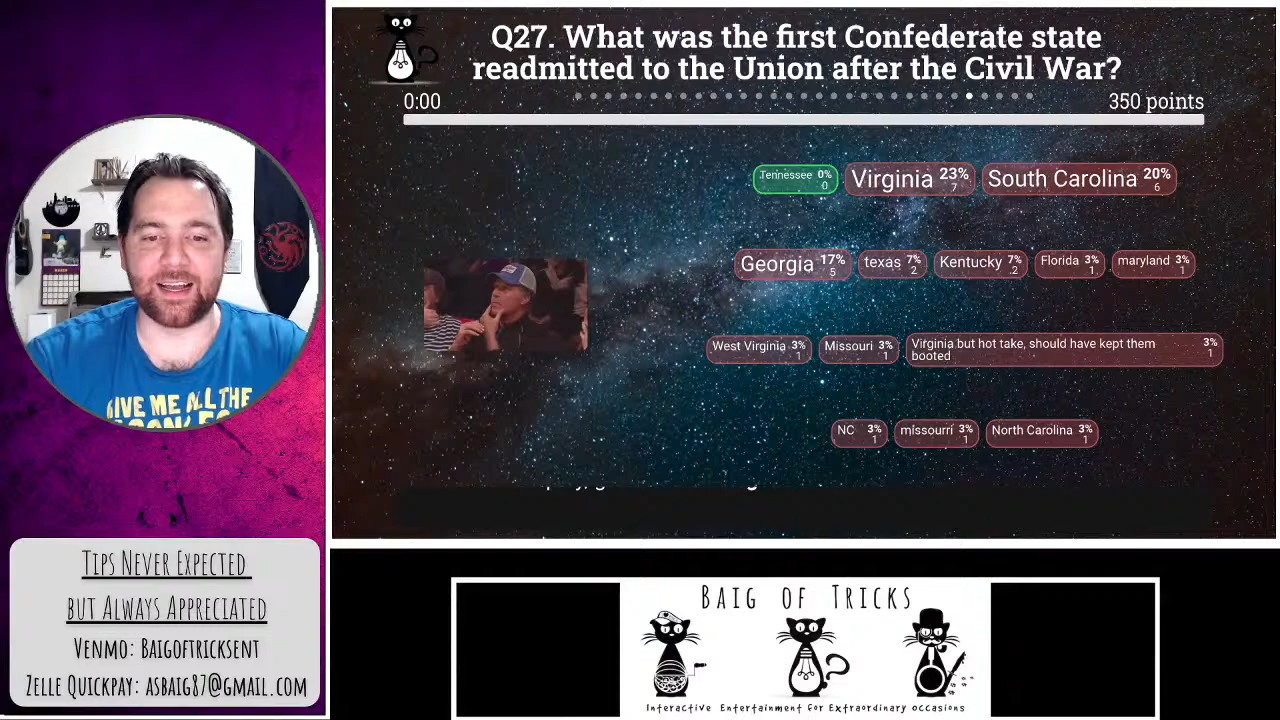 Q27. What was the first Confederate state
readmitted to the Union after the Civil War?
0:00
350 points
Tennessee 0%
0
Virginia 23%
7
South Carolina 20%
6
Georgia 17%
5
texas 7%
2
Kentucky 7%
2
Florida 3%
1
maryland 3%
1
West Virginia 3%
1
Missouri 3%
1
Virginia but hot take, should have kept them 3%
booted 1
NC 3%
1
missourri 3%
1
North Carolina 3%
1
GIVE ME ALL THE
Tips Never Expected
but Always Appreciated
Venmo: Baigoftricksent
Zelle Quickpay: asbaig87@gmail.com
Baig of Tricks
Interactive Entertainment for Extraordinary Occasions